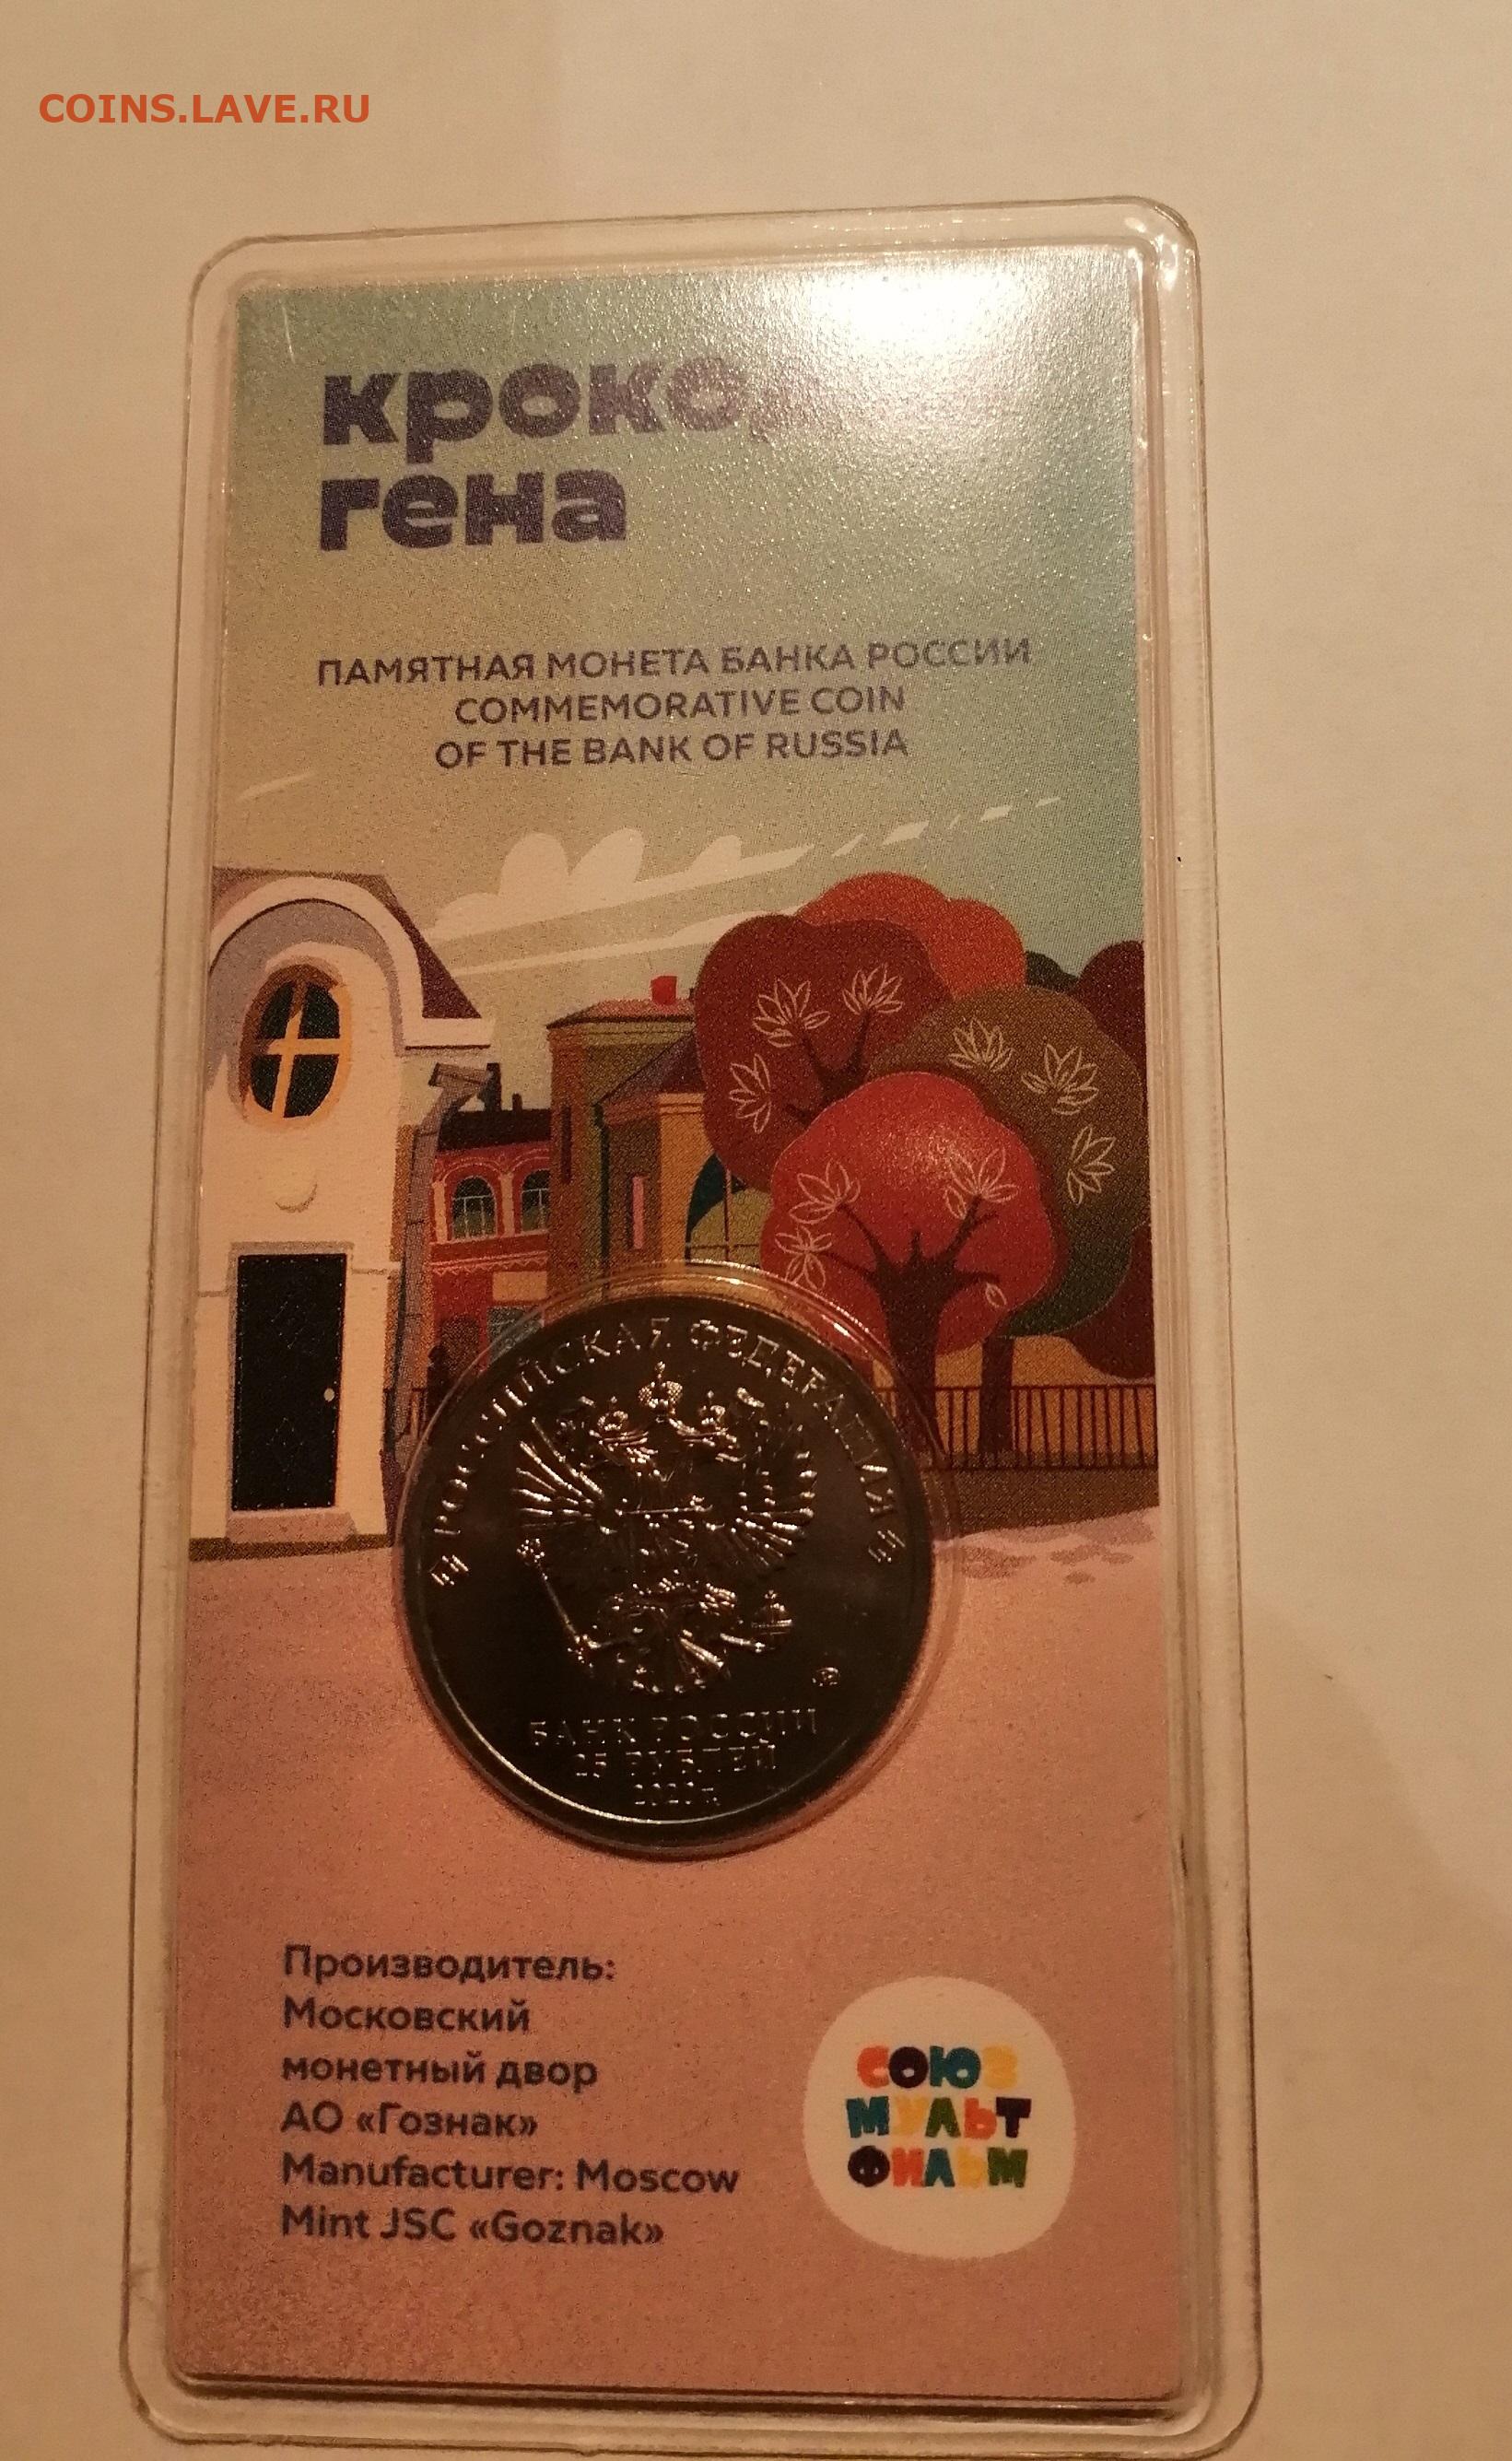 COINS.LAVE.RU
гена
ПАМЯТНАЯ МОНЕТА БАНКА РОССИИ
COMMEMORATIVE COIN
OF THE BANK OF RUSSIA
РОССИЙСКАЯ ФЕДЕРАЦИЯ
БАНК РОССИИ
25 РУБЛЕЙ
2020 г.
Производитель:
Московский
монетный двор
АО «Гознак»
Manufacturer: Moscow
Mint JSC «Goznak»
СОЮЗ
МУЛЬТ
ФИЛЬМ